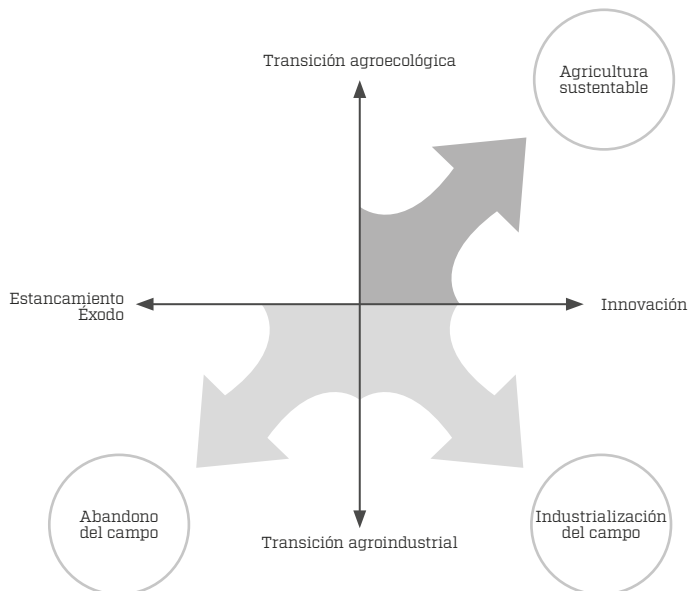 Transición agroecológica
Agricultura
sustentable
Estancamiento
Éxodo
Innovación
Abandono
del campo
Industrialización
del campo
Transición agroindustrial